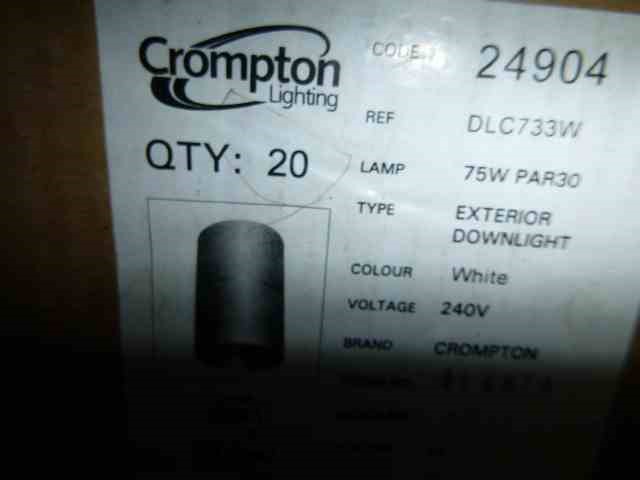 Crompton
Lighting
QTY: 20
CODE: 24904
REF DLC733W
LAMP 75W PAR30
TYPE EXTERIOR
DOWNLIGHT
COLOUR White
VOLTAGE 240V
BRAND CROMPTON